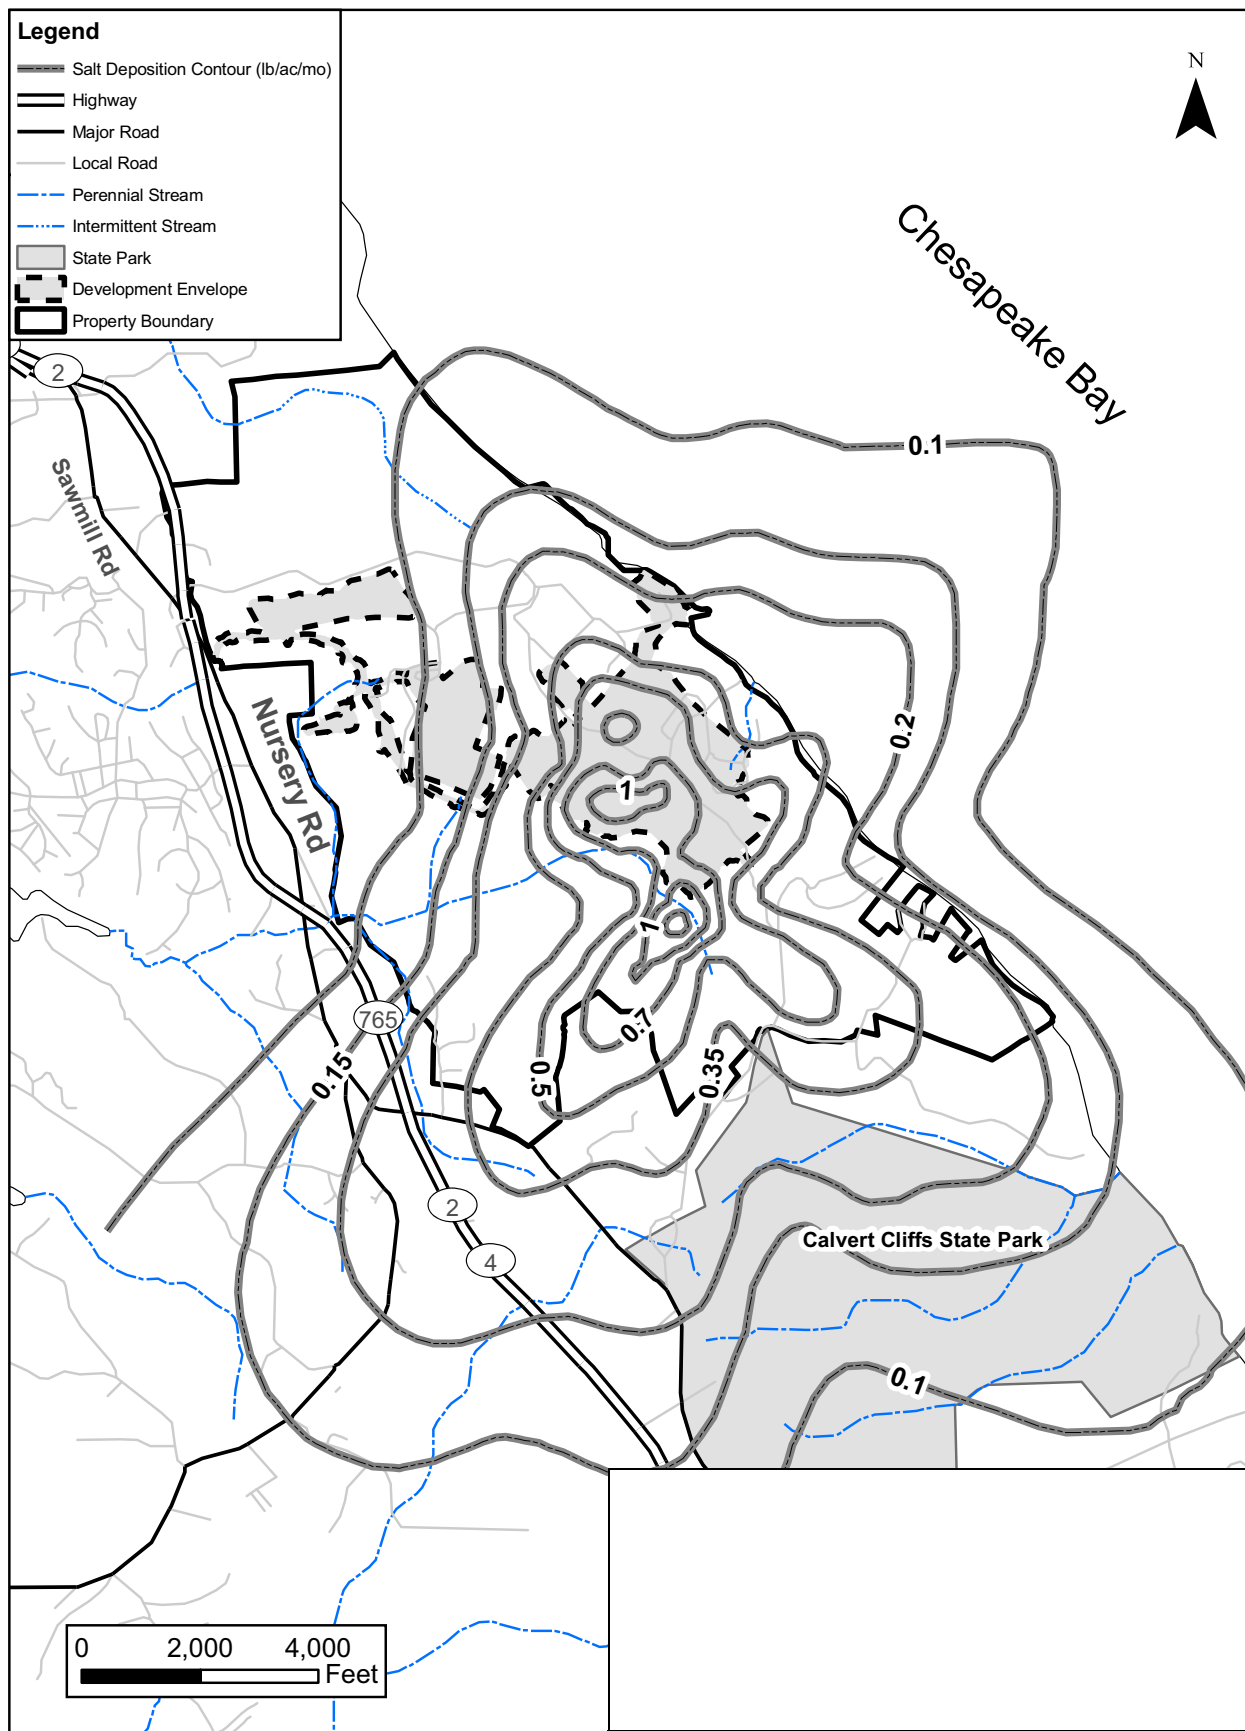 Legend
Salt Deposition Contour (lb/ac/mo)
Highway
Major Road
Local Road
Perennial Stream
Intermittent Stream
State Park
Development Envelope
Property Boundary
N
Chesapeake Bay
2
0.1
Sawmill Rd
Nursery Rd
0.2
1
1
765
0.7
0.15
0.5
0.35
2
4
Calvert Cliffs State Park
0.1
0 2,000 4,000
Feet